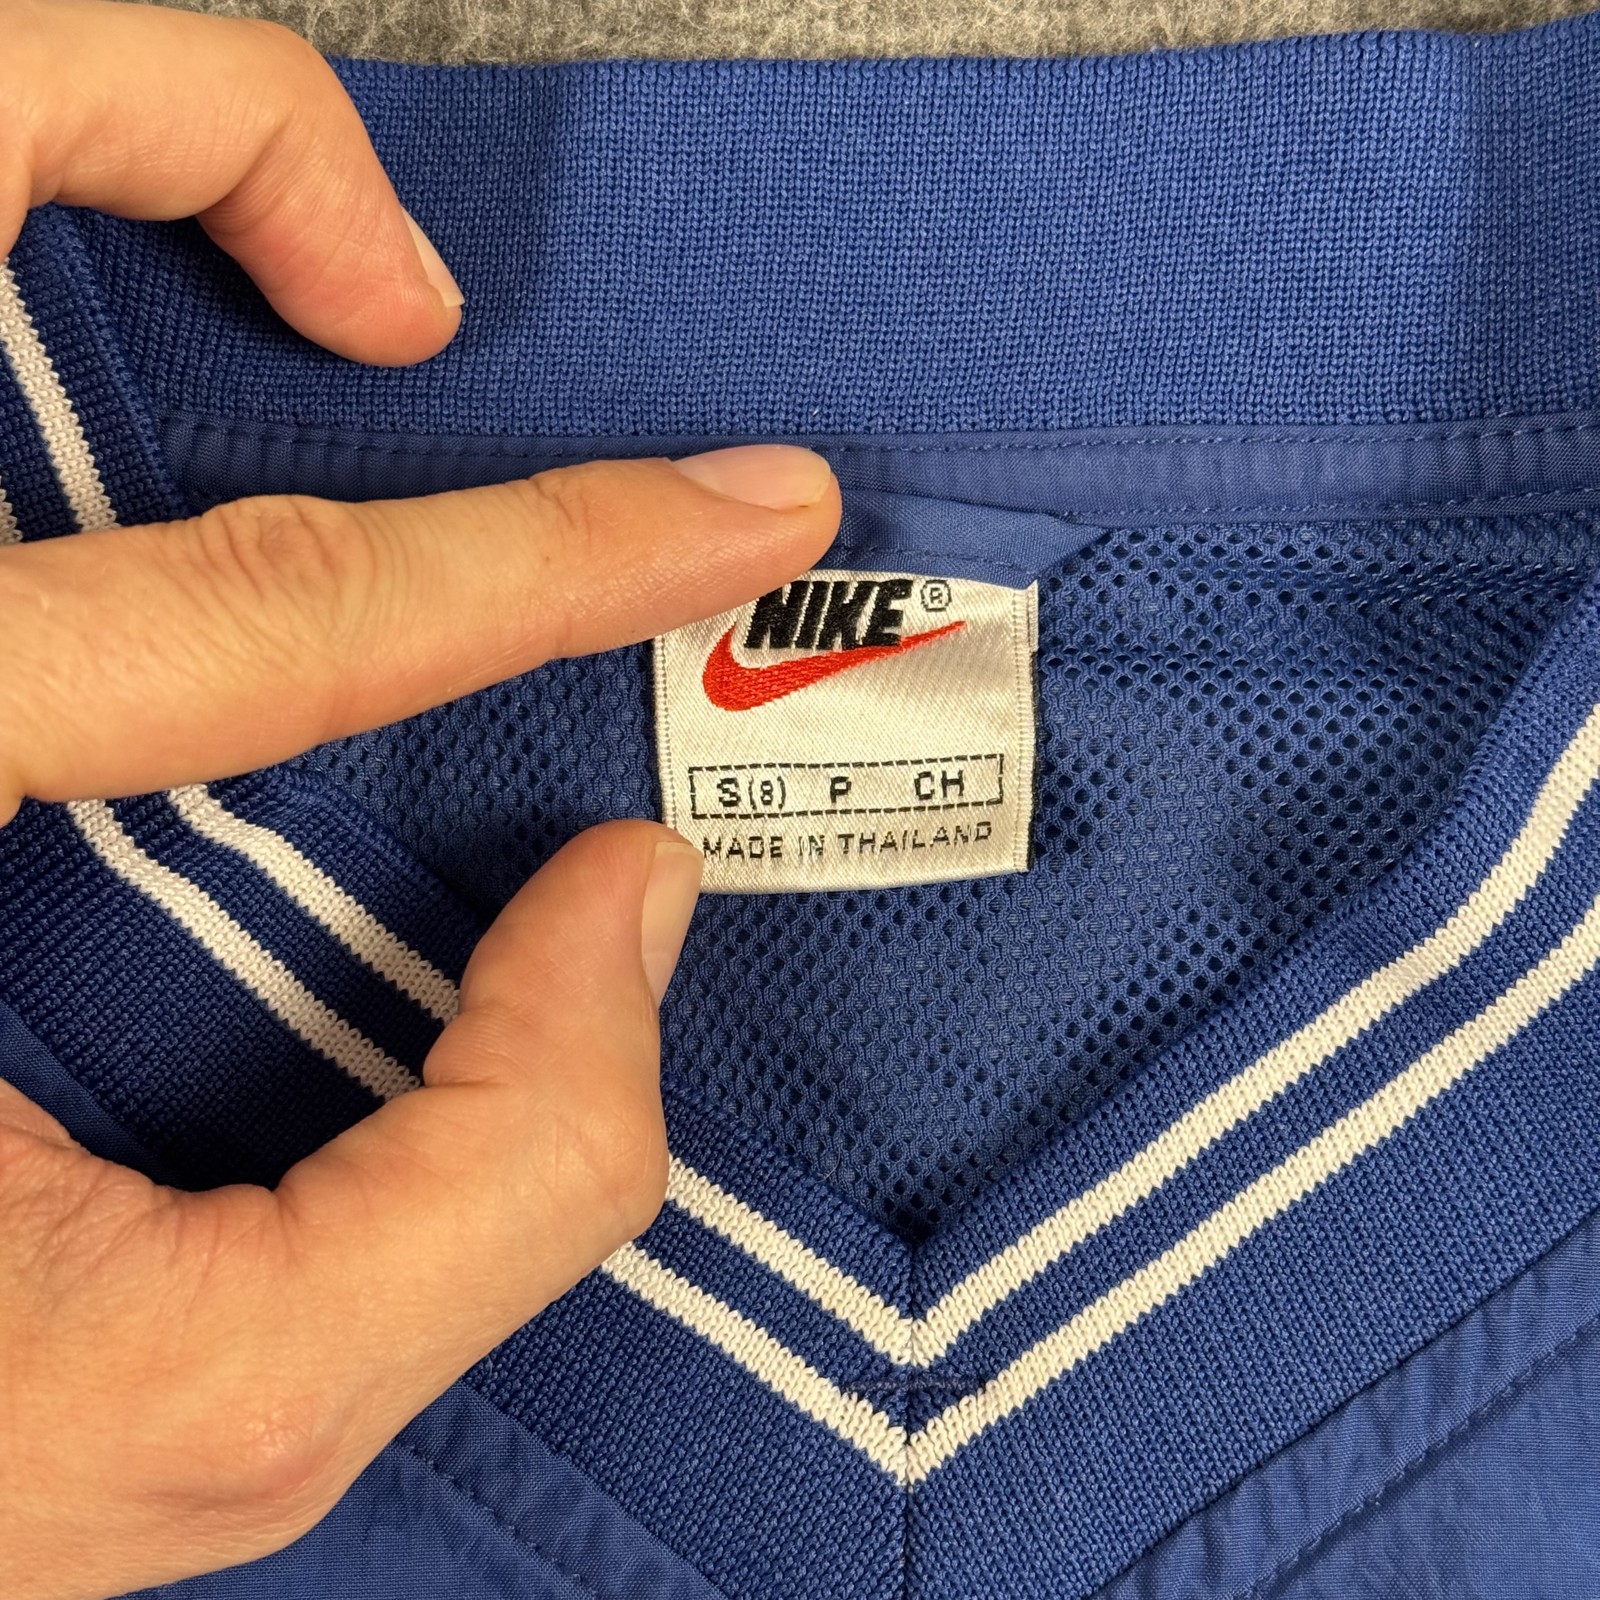 NIKE®
S(8) P CH
MADE IN THAILAND